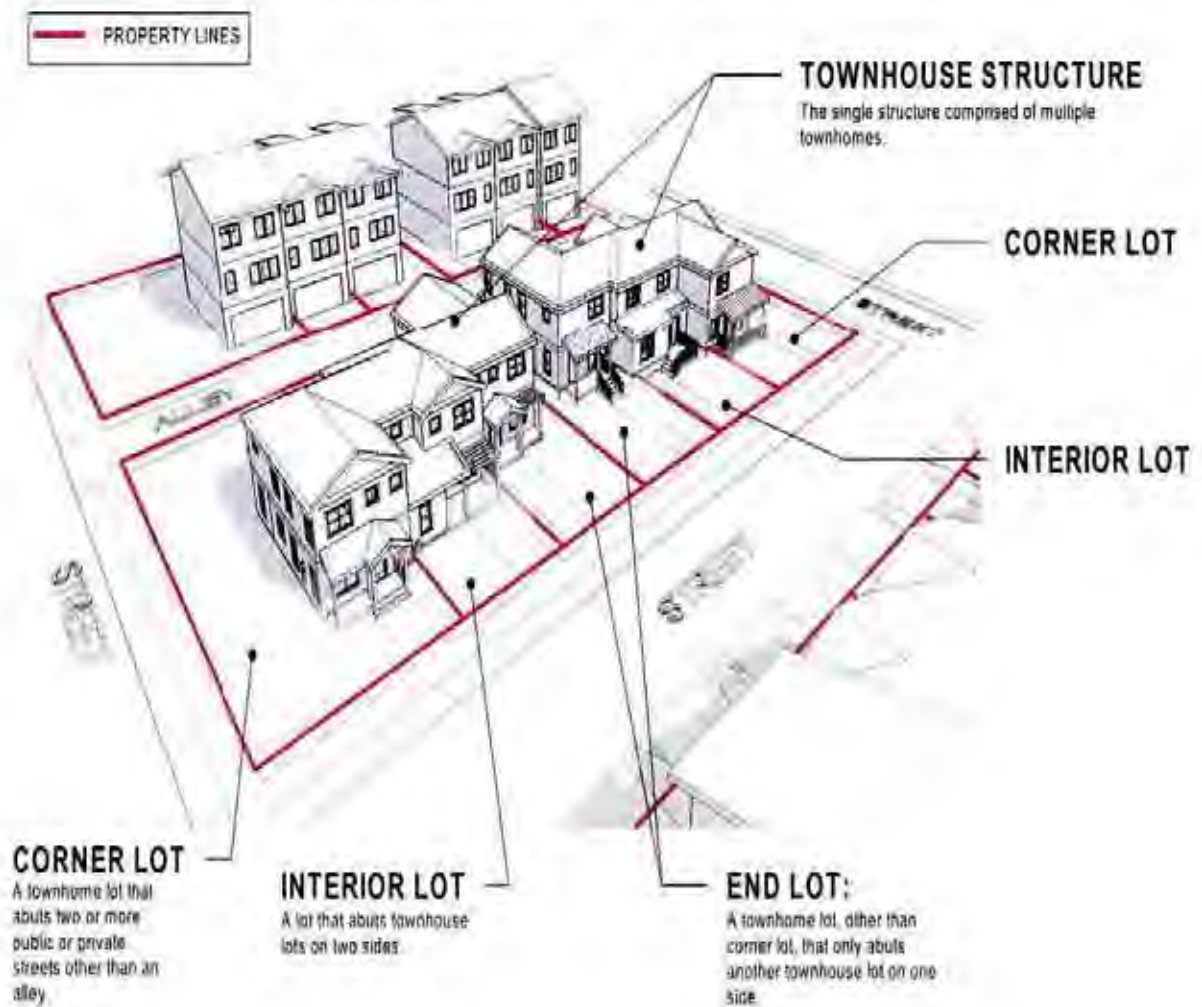 PROPERTY LINES
TOWNHOUSE STRUCTURE
The single structure comprised of multiple
townhomes.
CORNER LOT
STREET
INTERIOR LOT
ALLEY
STREET
STREET
CORNER LOT
A townhome lot that
abuts two or more
public or private
streets other than an
alley
INTERIOR LOT
A lot that abuts townhouse
lots on two sides
END LOT:
A townhome lot, other than
corner lot, that only abuts
another townhouse lot on one
side